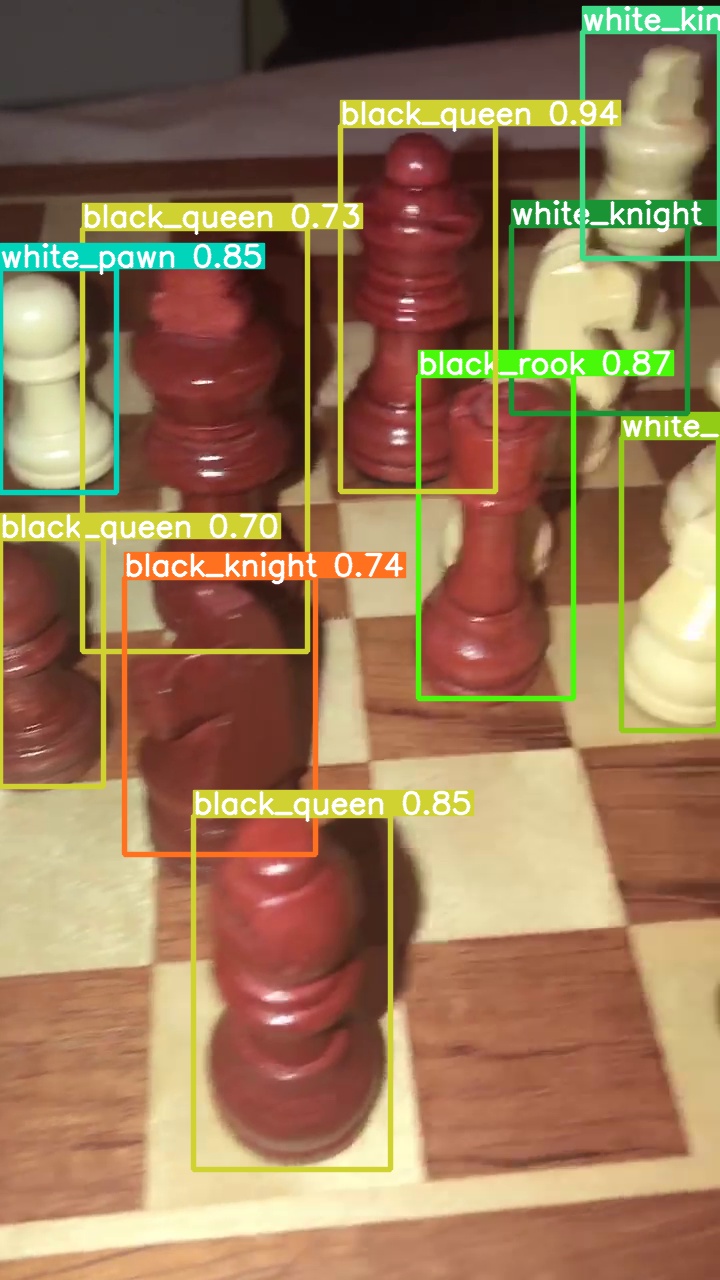 white_kin
black_queen 0.94
black_queen 0.73
white_knight
white_pawn 0.85
black_rook 0.87
white_
black_queen 0.70
black_knight 0.74
black_queen 0.85